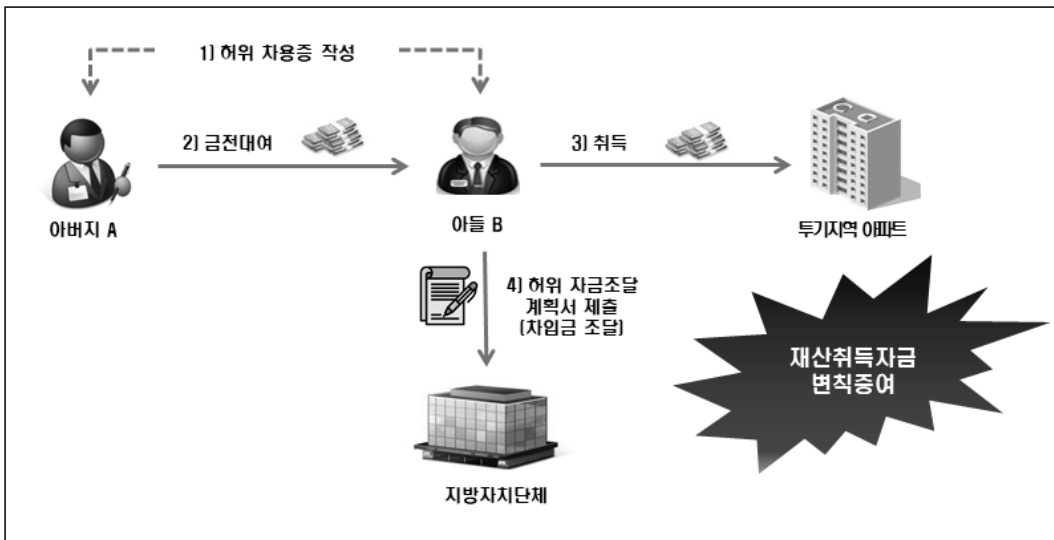 1) 허위 차용증 작성
2) 금전대여
3) 취득
아버지 A
아들 B
투기지역 아파트
4) 허위 자금조달
계획서 제출
(차입금 조달)
재산취득자금
변칙증여
지방자치단체